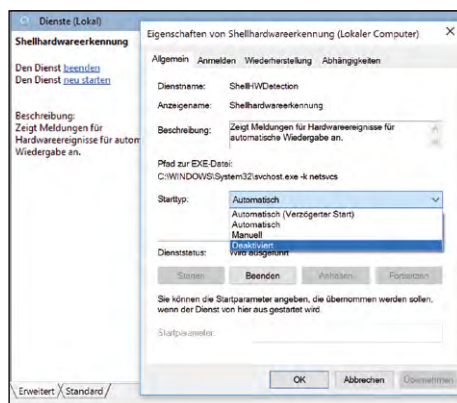 Dienste (Lokal)
Shellhardwareerkennung
Den Dienst beenden
Den Dienst neu starten
Beschreibung:
Zeigt Meldungen für
Hardwareereignisse für autom
Wiedergabe an.
Erweitert
Standard
Eigenschaften von Shellhardwareerkennung (Lokaler Computer)
Allgemein Anmelden Wiederherstellung Abhängigkeiten
Dienstname: ShellHWDetection
Anzeigename: Shellhardwareerkennung
Beschreibung: Zeigt Meldungen für Hardwareereignisse für
automatische Wiedergabe an.
Pfad zur EXE-Datei:
C:\WINDOWS\System32\svchost.exe -k netsvcs
Starttyp: Automatisch
Automatisch (Verzögerter Start)
Automatisch
Manuell
Deaktiviert
Dienststatus: Wird ausgeführt
Starten Beenden Anhalten Fortsetzen
Sie können die Startparameter angeben, die übernommen werden sollen,
wenn der Dienst von hier aus gestartet wird.
Startparameter:
OK Abbrechen Übernehmen